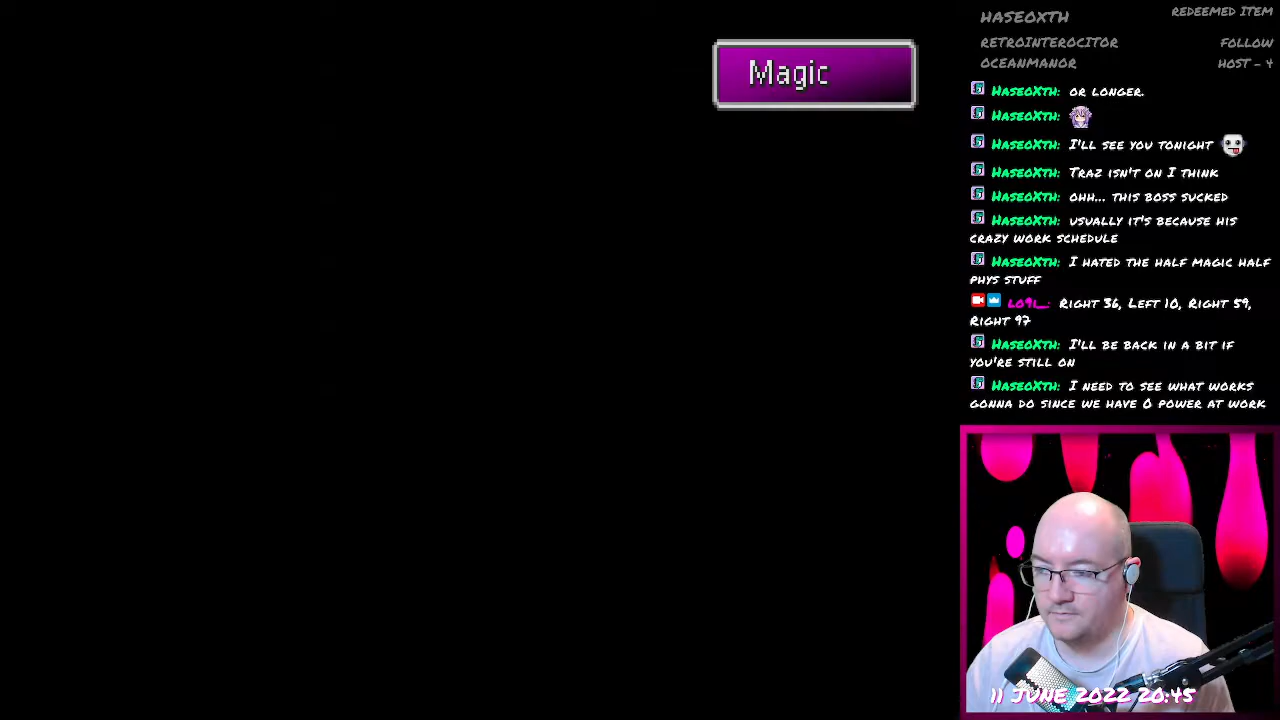 Magic
HASEOXTH
REDEEMED ITEM
RETROINTEROCITOR
FOLLOW
OCEANMANOR
HOST - 4
HASEOXTH: OR LONGER.
HASEOXTH:
HASEOXTH: I'LL SEE YOU TONIGHT
HASEOXTH: TRAZ ISN'T ON I THINK
HASEOXTH: OHH... THIS BOSS SUCKED
HASEOXTH: USUALLY IT'S BECAUSE HIS
CRAZY WORK SCHEDULE
HASEOXTH: I HATED THE HALF MAGIC HALF
PHYS STUFF
LO91_: RIGHT 36, LEFT 10, RIGHT 59,
RIGHT 97
HASEOXTH: I'LL BE BACK IN A BIT IF
YOU'RE STILL ON
HASEOXTH: I NEED TO SEE WHAT WORKS
GONNA DO SINCE WE HAVE 0 POWER AT WORK
11 JUNE 2022 20:45